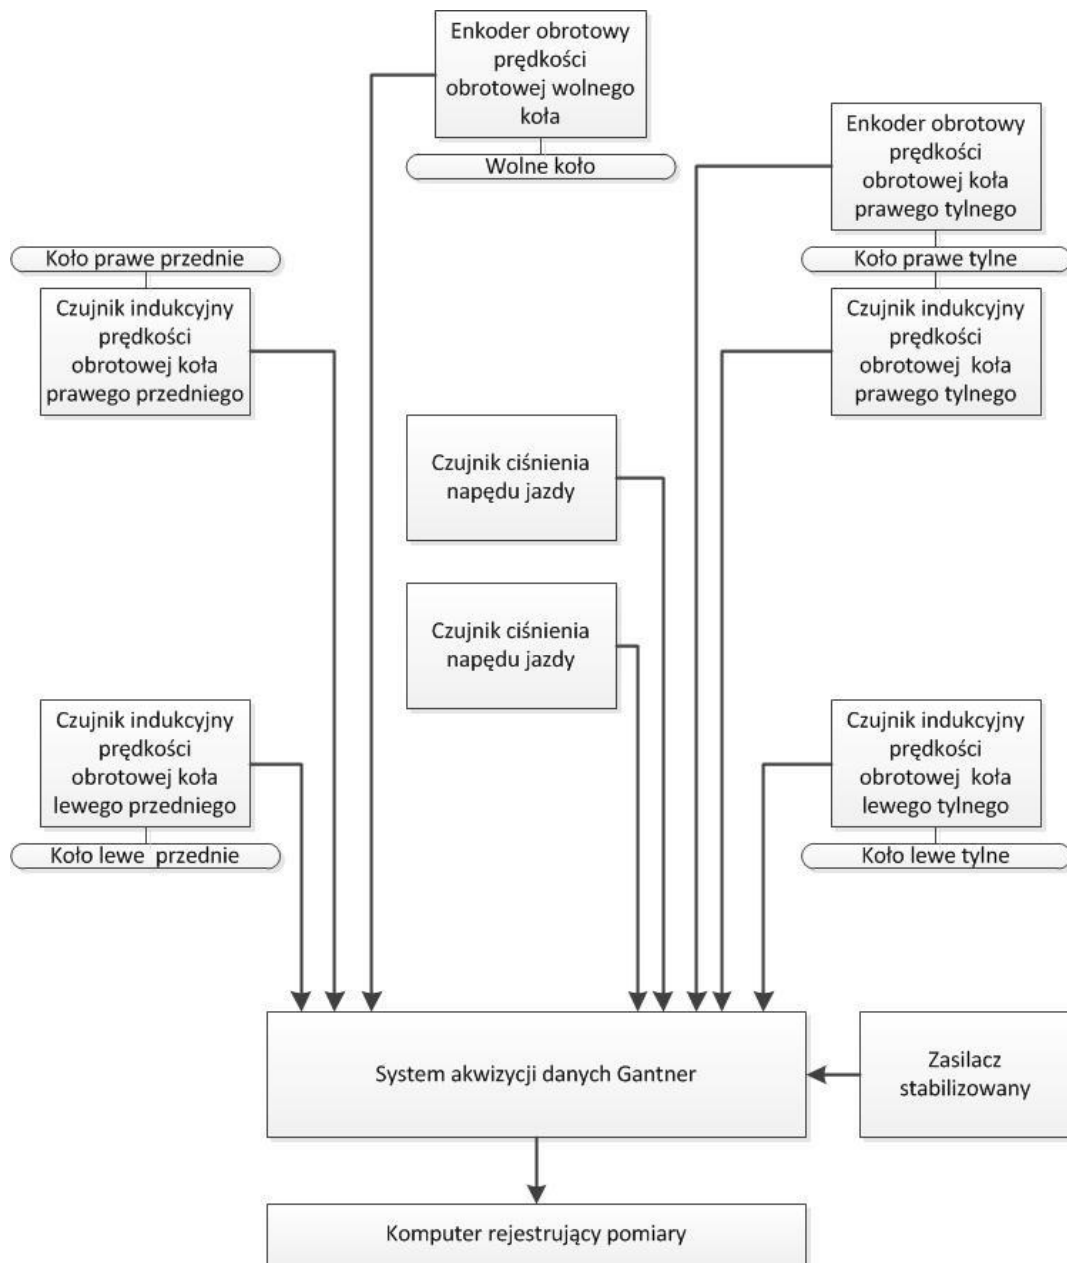 Enkoder obrotowy
prędkości
obrotowej wolnego
koła
Wolne koło
Enkoder obrotowy
prędkości
obrotowej koła
prawego tylnego
Koło prawe przednie
Koło prawe tylne
Czujnik indukcyjny
prędkości
obrotowej koła
prawego przedniego
Czujnik indukcyjny
prędkości
obrotowej koła
prawego tylnego
Czujnik ciśnienia
napędu jazdy
Czujnik ciśnienia
napędu jazdy
Czujnik indukcyjny
prędkości
obrotowej koła
lewego przedniego
Koło lewe przednie
Czujnik indukcyjny
prędkości
obrotowej koła
lewego tylnego
Koło lewe tylne
System akwizycji danych Gantner
Zasilacz
stabilizowany
Komputer rejestrujący pomiary